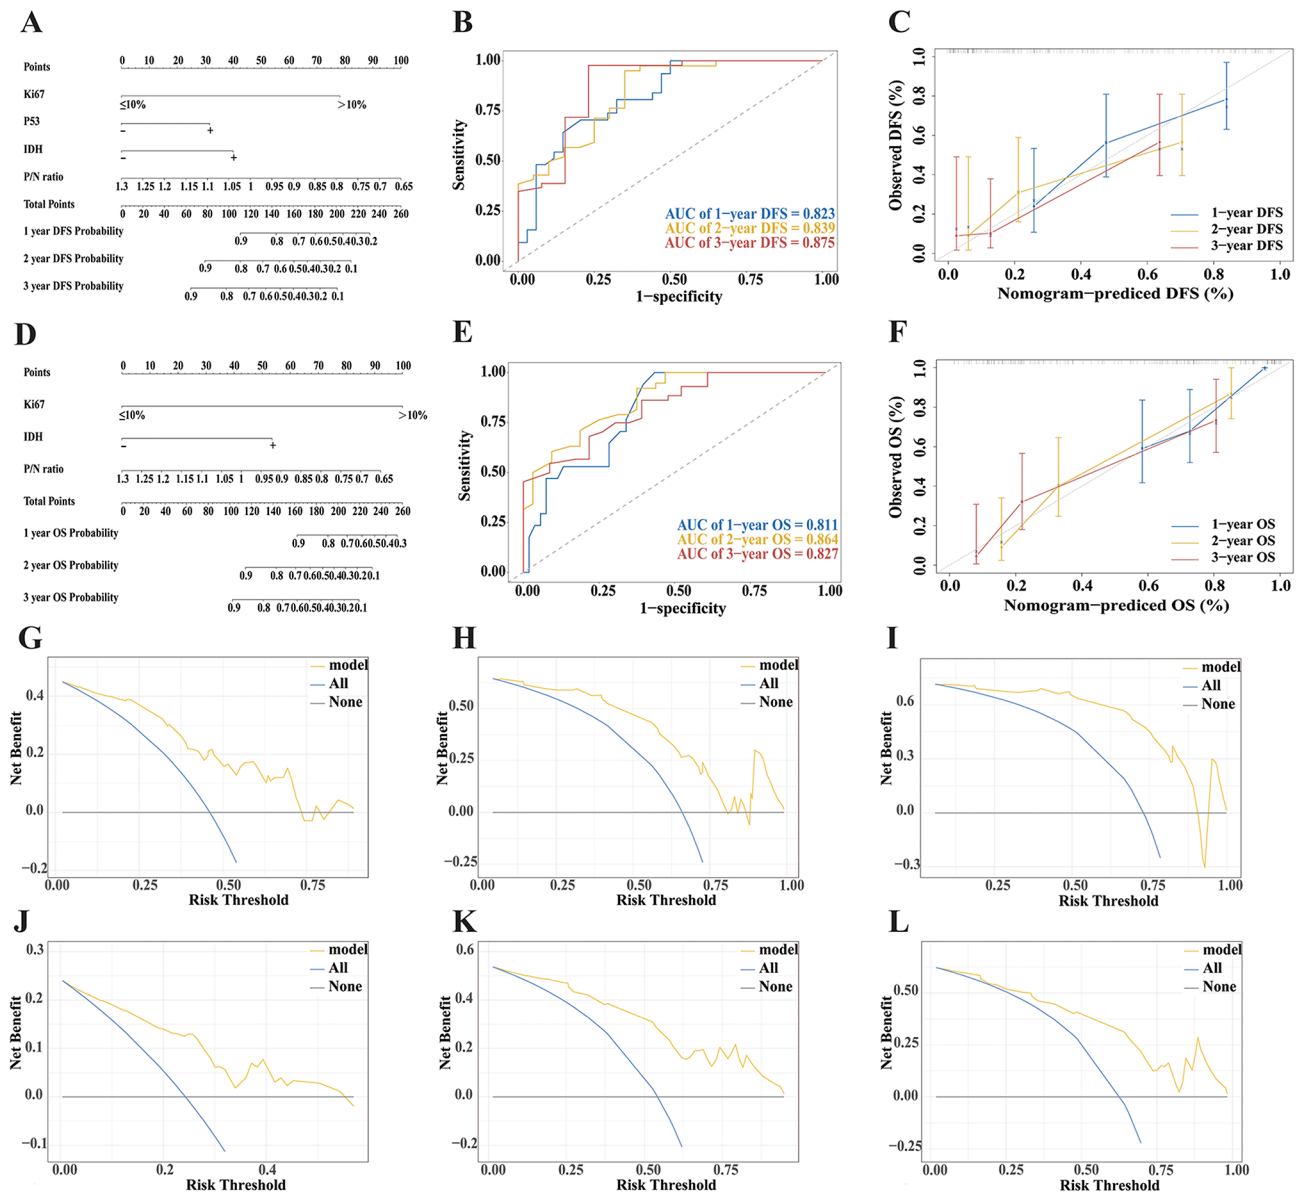 A
Points
0 10 20 30 40 50 60 70 80 90 100
Ki67
≤10% >10%
P53
− +
IDH
− +
P/N ratio
1.3 1.25 1.2 1.15 1.1 1.05 1 0.95 0.9 0.85 0.8 0.75 0.7 0.65
Total Points
0 20 40 60 80 100 120 140 160 180 200 220 240 260
1 year DFS Probability
0.9 0.8 0.7 0.6 0.5 0.4 0.3 0.2
2 year DFS Probability
0.9 0.8 0.7 0.6 0.5 0.4 0.3 0.2 0.1
3 year DFS Probability
0.9 0.8 0.7 0.6 0.5 0.4 0.3 0.2 0.1
B
Sensitivity
1.00
0.75
0.50
0.25
0.00
AUC of 1−year DFS = 0.823
AUC of 2−year DFS = 0.839
AUC of 3−year DFS = 0.875
0.00 0.25 0.50 0.75 1.00
1−specificity
C
Observed DFS (%)
1.0
0.8
0.6
0.4
0.2
0.0
1-year DFS
2-year DFS
3-year DFS
0.0 0.2 0.4 0.6 0.8 1.0
Nomogram−prediced DFS (%)
D
Points
0 10 20 30 40 50 60 70 80 90 100
Ki67
≤10% >10%
IDH
− +
P/N ratio
1.3 1.25 1.2 1.15 1.1 1.05 1 0.95 0.9 0.85 0.8 0.75 0.7 0.65
Total Points
0 20 40 60 80 100 120 140 160 180 200 220 240 260
1 year OS Probability
0.9 0.8 0.7 0.6 0.5 0.4 0.3
2 year OS Probability
0.9 0.8 0.7 0.6 0.5 0.4 0.3 0.2 0.1
3 year OS Probability
0.9 0.8 0.7 0.6 0.5 0.4 0.3 0.2 0.1
E
Sensitivity
1.00
0.75
0.50
0.25
0.00
AUC of 1−year OS = 0.811
AUC of 2−year OS = 0.864
AUC of 3−year OS = 0.827
0.00 0.25 0.50 0.75 1.00
1−specificity
F
Observed OS (%)
1.0
0.8
0.6
0.4
0.2
0.0
1-year OS
2-year OS
3-year OS
0.0 0.2 0.4 0.6 0.8 1.0
Nomogram−prediced OS (%)
G
Net Benefit
0.4
0.2
0.0
−0.2
model
All
None
0.00 0.25 0.50 0.75
Risk Threshold
H
Net Benefit
0.50
0.25
0.00
−0.25
model
All
None
0.00 0.25 0.50 0.75 1.00
Risk Threshold
I
Net Benefit
0.6
0.3
0.0
−0.3
model
All
None
0.25 0.50 0.75 1.00
Risk Threshold
J
Net Benefit
0.3
0.2
0.1
0.0
−0.1
model
All
None
0.00 0.2 0.4
Risk Threshold
K
Net Benefit
0.6
0.4
0.2
0.0
−0.2
model
All
None
0.00 0.25 0.50 0.75
Risk Threshold
L
Net Benefit
0.50
0.25
0.00
−0.25
model
All
None
0.00 0.25 0.50 0.75 1.00
Risk Threshold